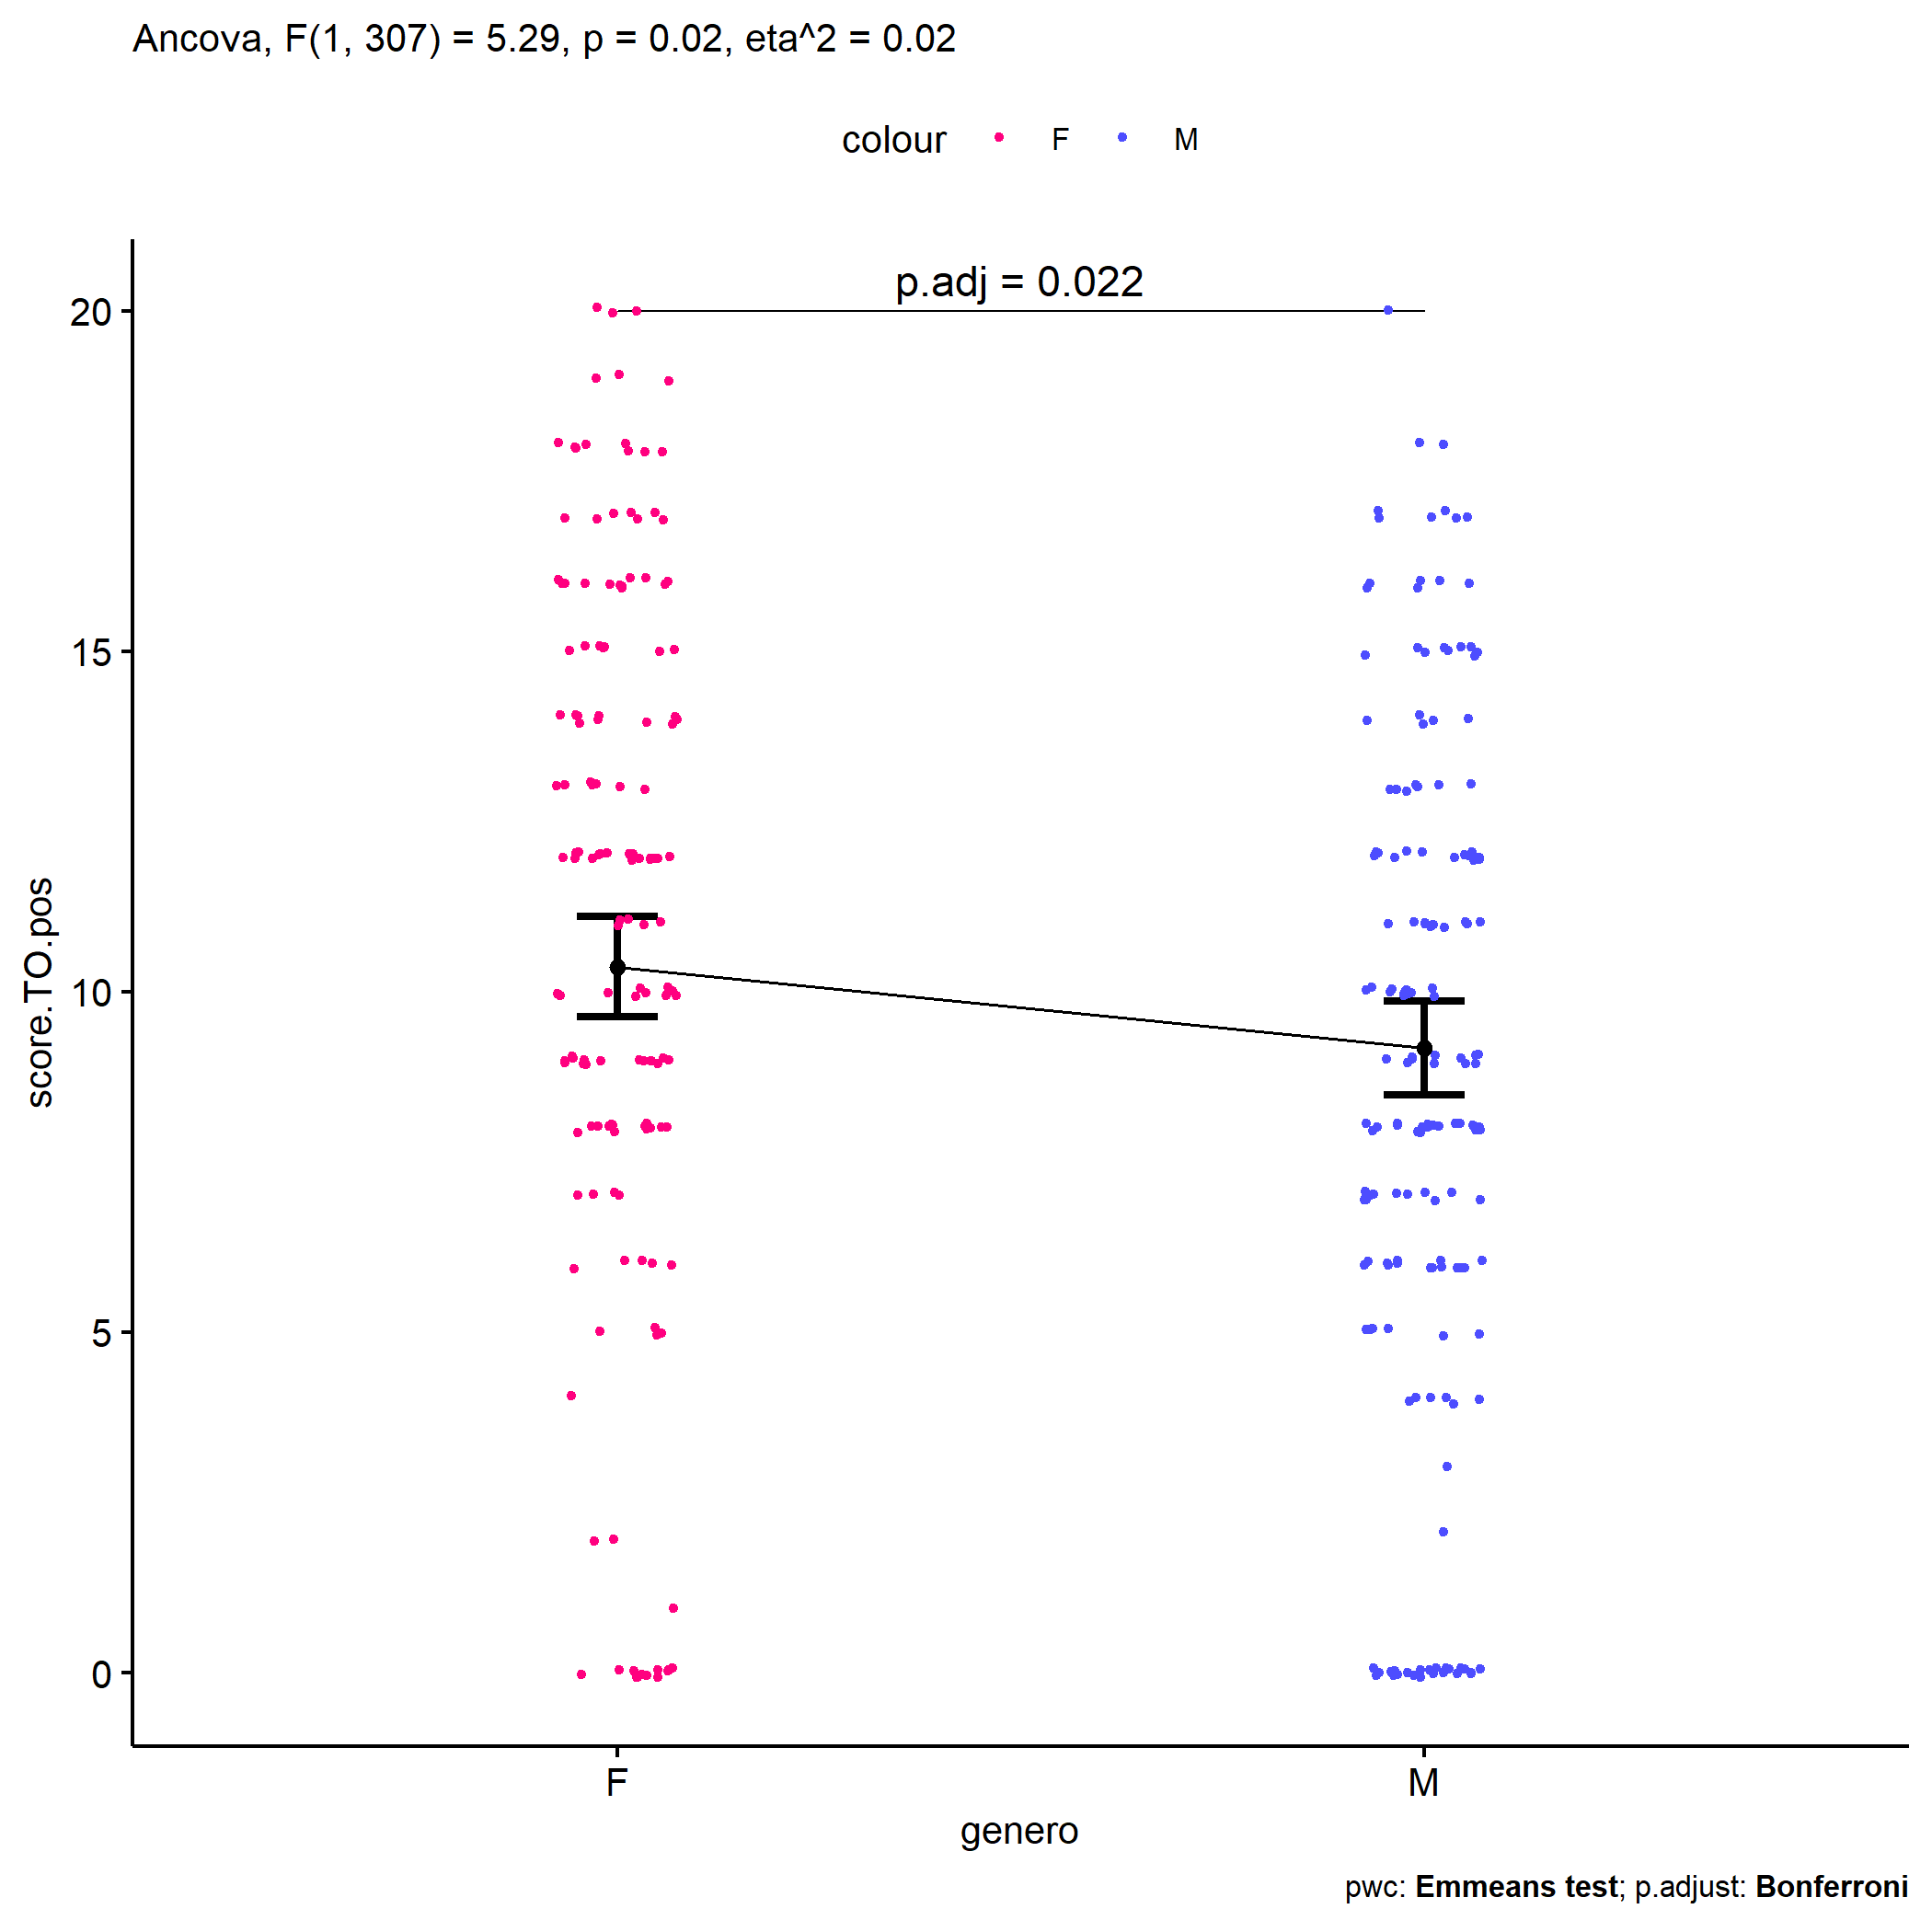 Ancova, F(1, 307) = 5.29, p = 0.02, eta^2 = 0.02
colour F M
p.adj = 0.022
20
15
10
5
0
score.TO.pos
F M
genero
pwc: Emmeans test; p.adjust: Bonferroni